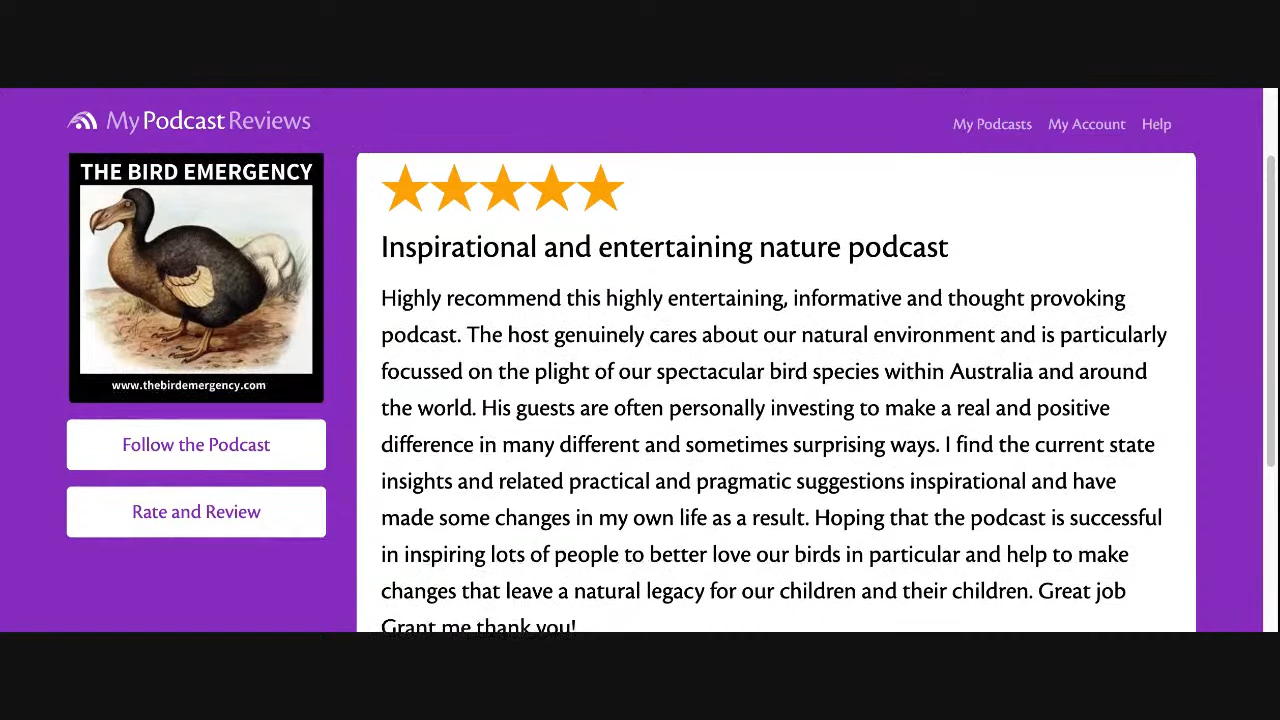 My Podcast Reviews
My Podcasts My Account Help
THE BIRD EMERGENCY
www.thebirdemergency.com
Follow the Podcast
Rate and Review
Inspirational and entertaining nature podcast
Highly recommend this highly entertaining, informative and thought provoking
podcast. The host genuinely cares about our natural environment and is particularly
focussed on the plight of our spectacular bird species within Australia and around
the world. His guests are often personally investing to make a real and positive
difference in many different and sometimes surprising ways. I find the current state
insights and related practical and pragmatic suggestions inspirational and have
made some changes in my own life as a result. Hoping that the podcast is successful
in inspiring lots of people to better love our birds in particular and help to make
changes that leave a natural legacy for our children and their children. Great job
Grant me thank you!